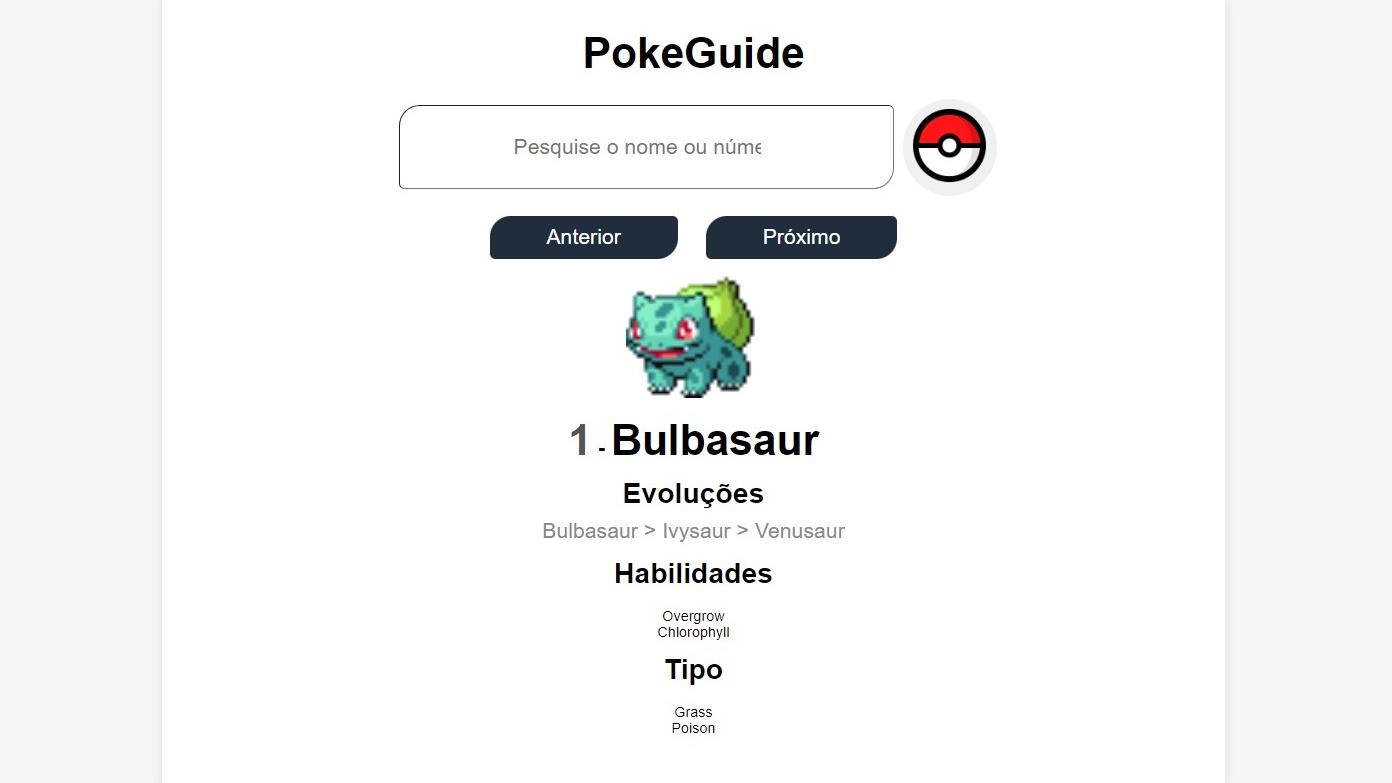 PokeGuide
Pesquise o nome ou núme
Anterior
Próximo
1 - Bulbasaur
Evoluções
Bulbasaur > Ivysaur > Venusaur
Habilidades
Overgrow
Chlorophyll
Tipo
Grass
Poison